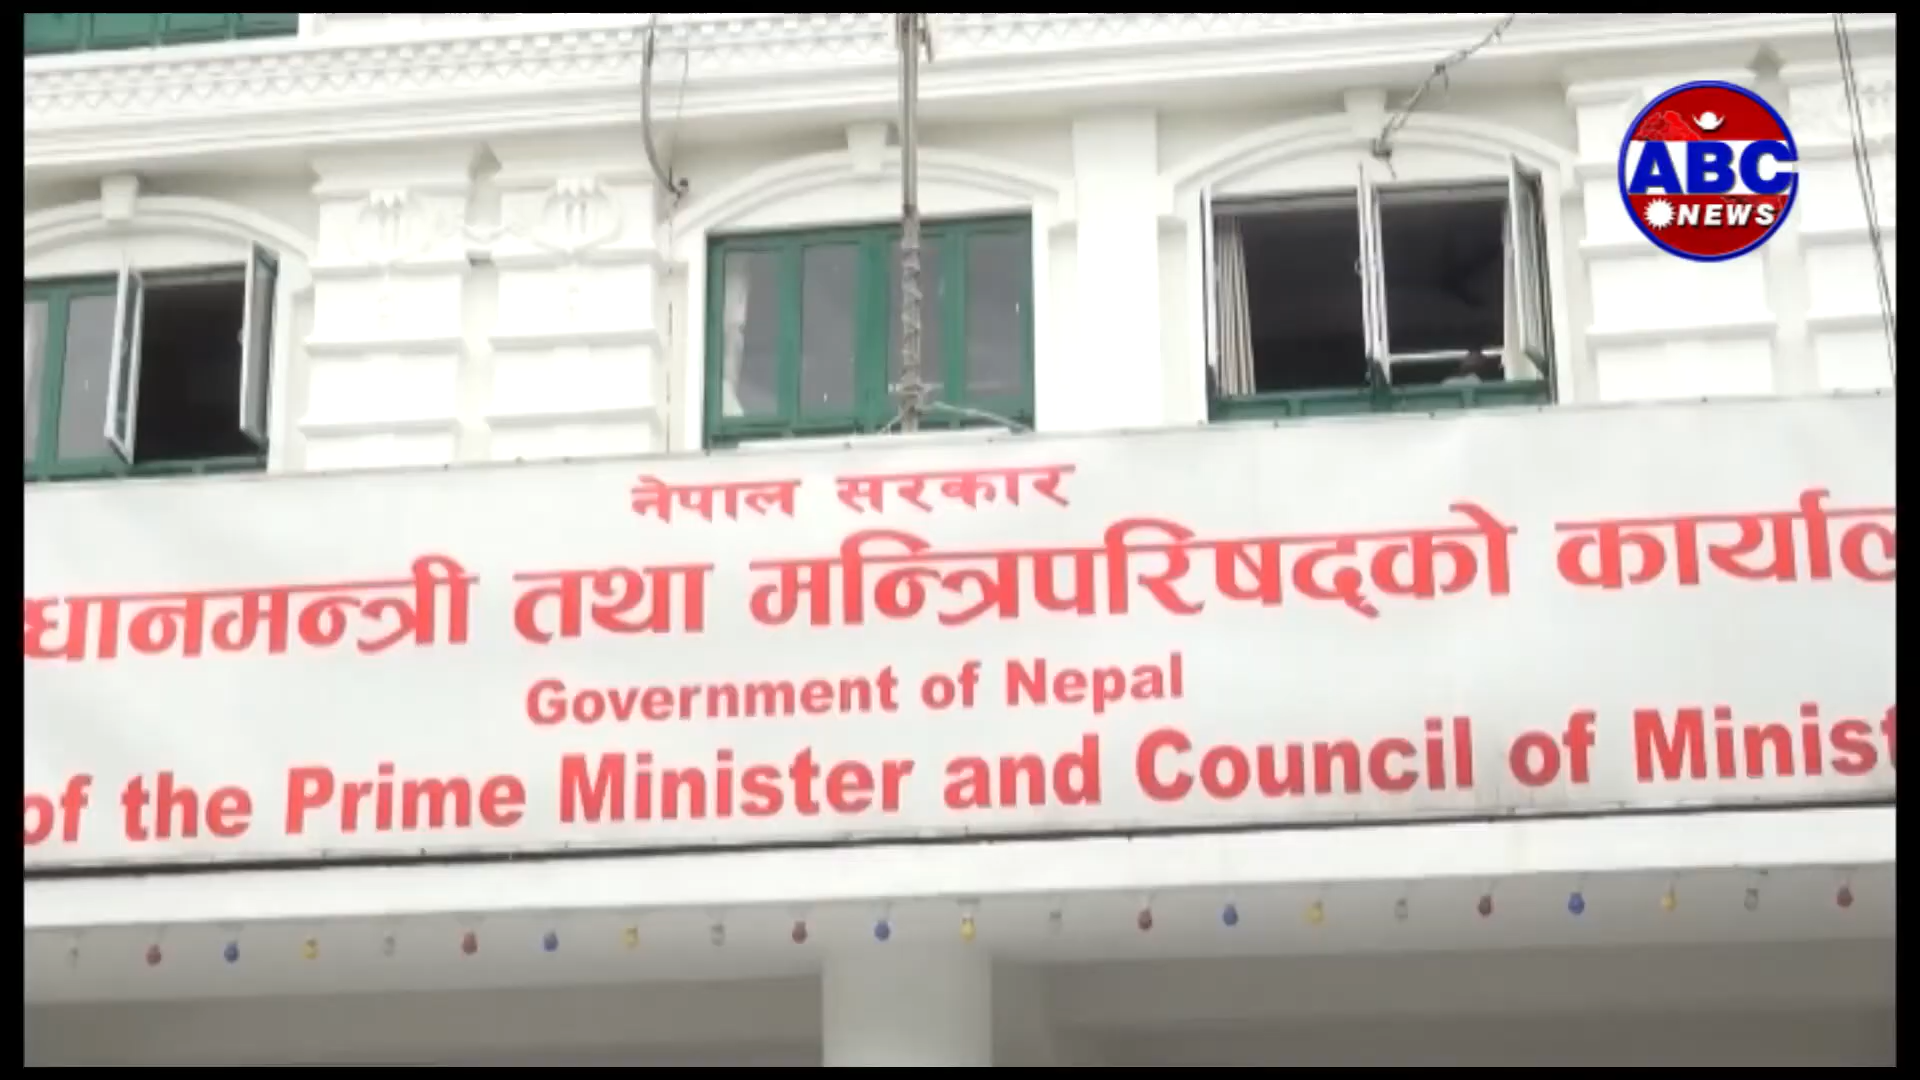 ABC
NEWS
नेपाल सरकार
धानमन्त्री तथा मन्त्रिपरिषद्को कार्याल
Government of Nepal
of the Prime Minister and Council of Minist